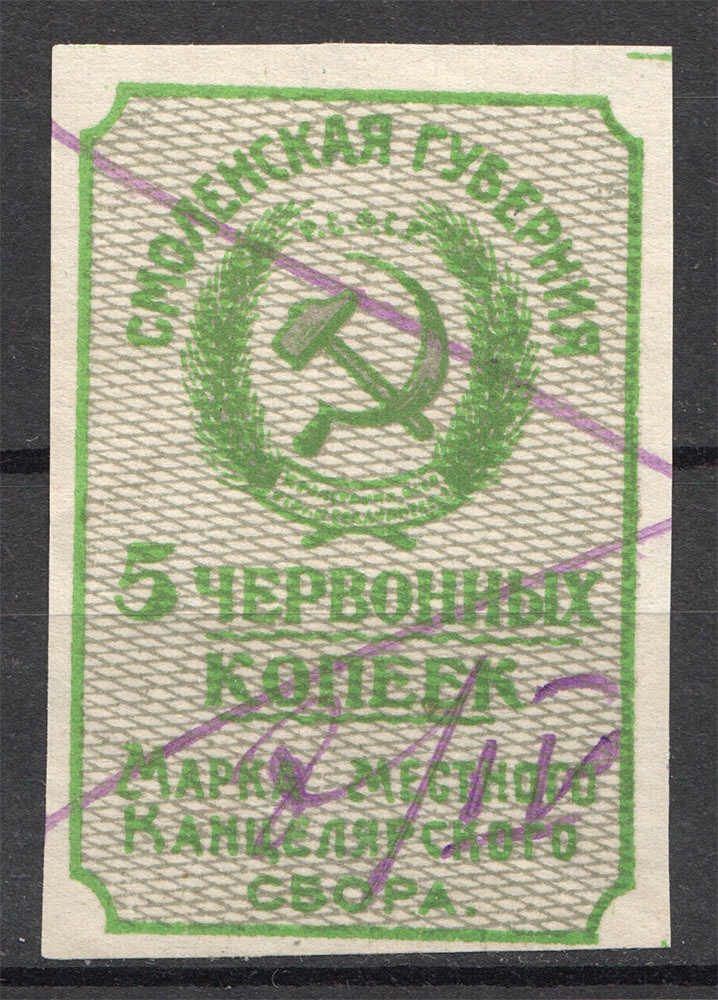 СМОЛЕНСКАЯ ГУБЕРНИЯ
Р.С.Ф.С.Р.
5 ЧЕРВОННЫХ
КОПЕЕК
МАРКА МЕСТНОГО
КАНЦЕЛЯРСКОГО
СБОРА.